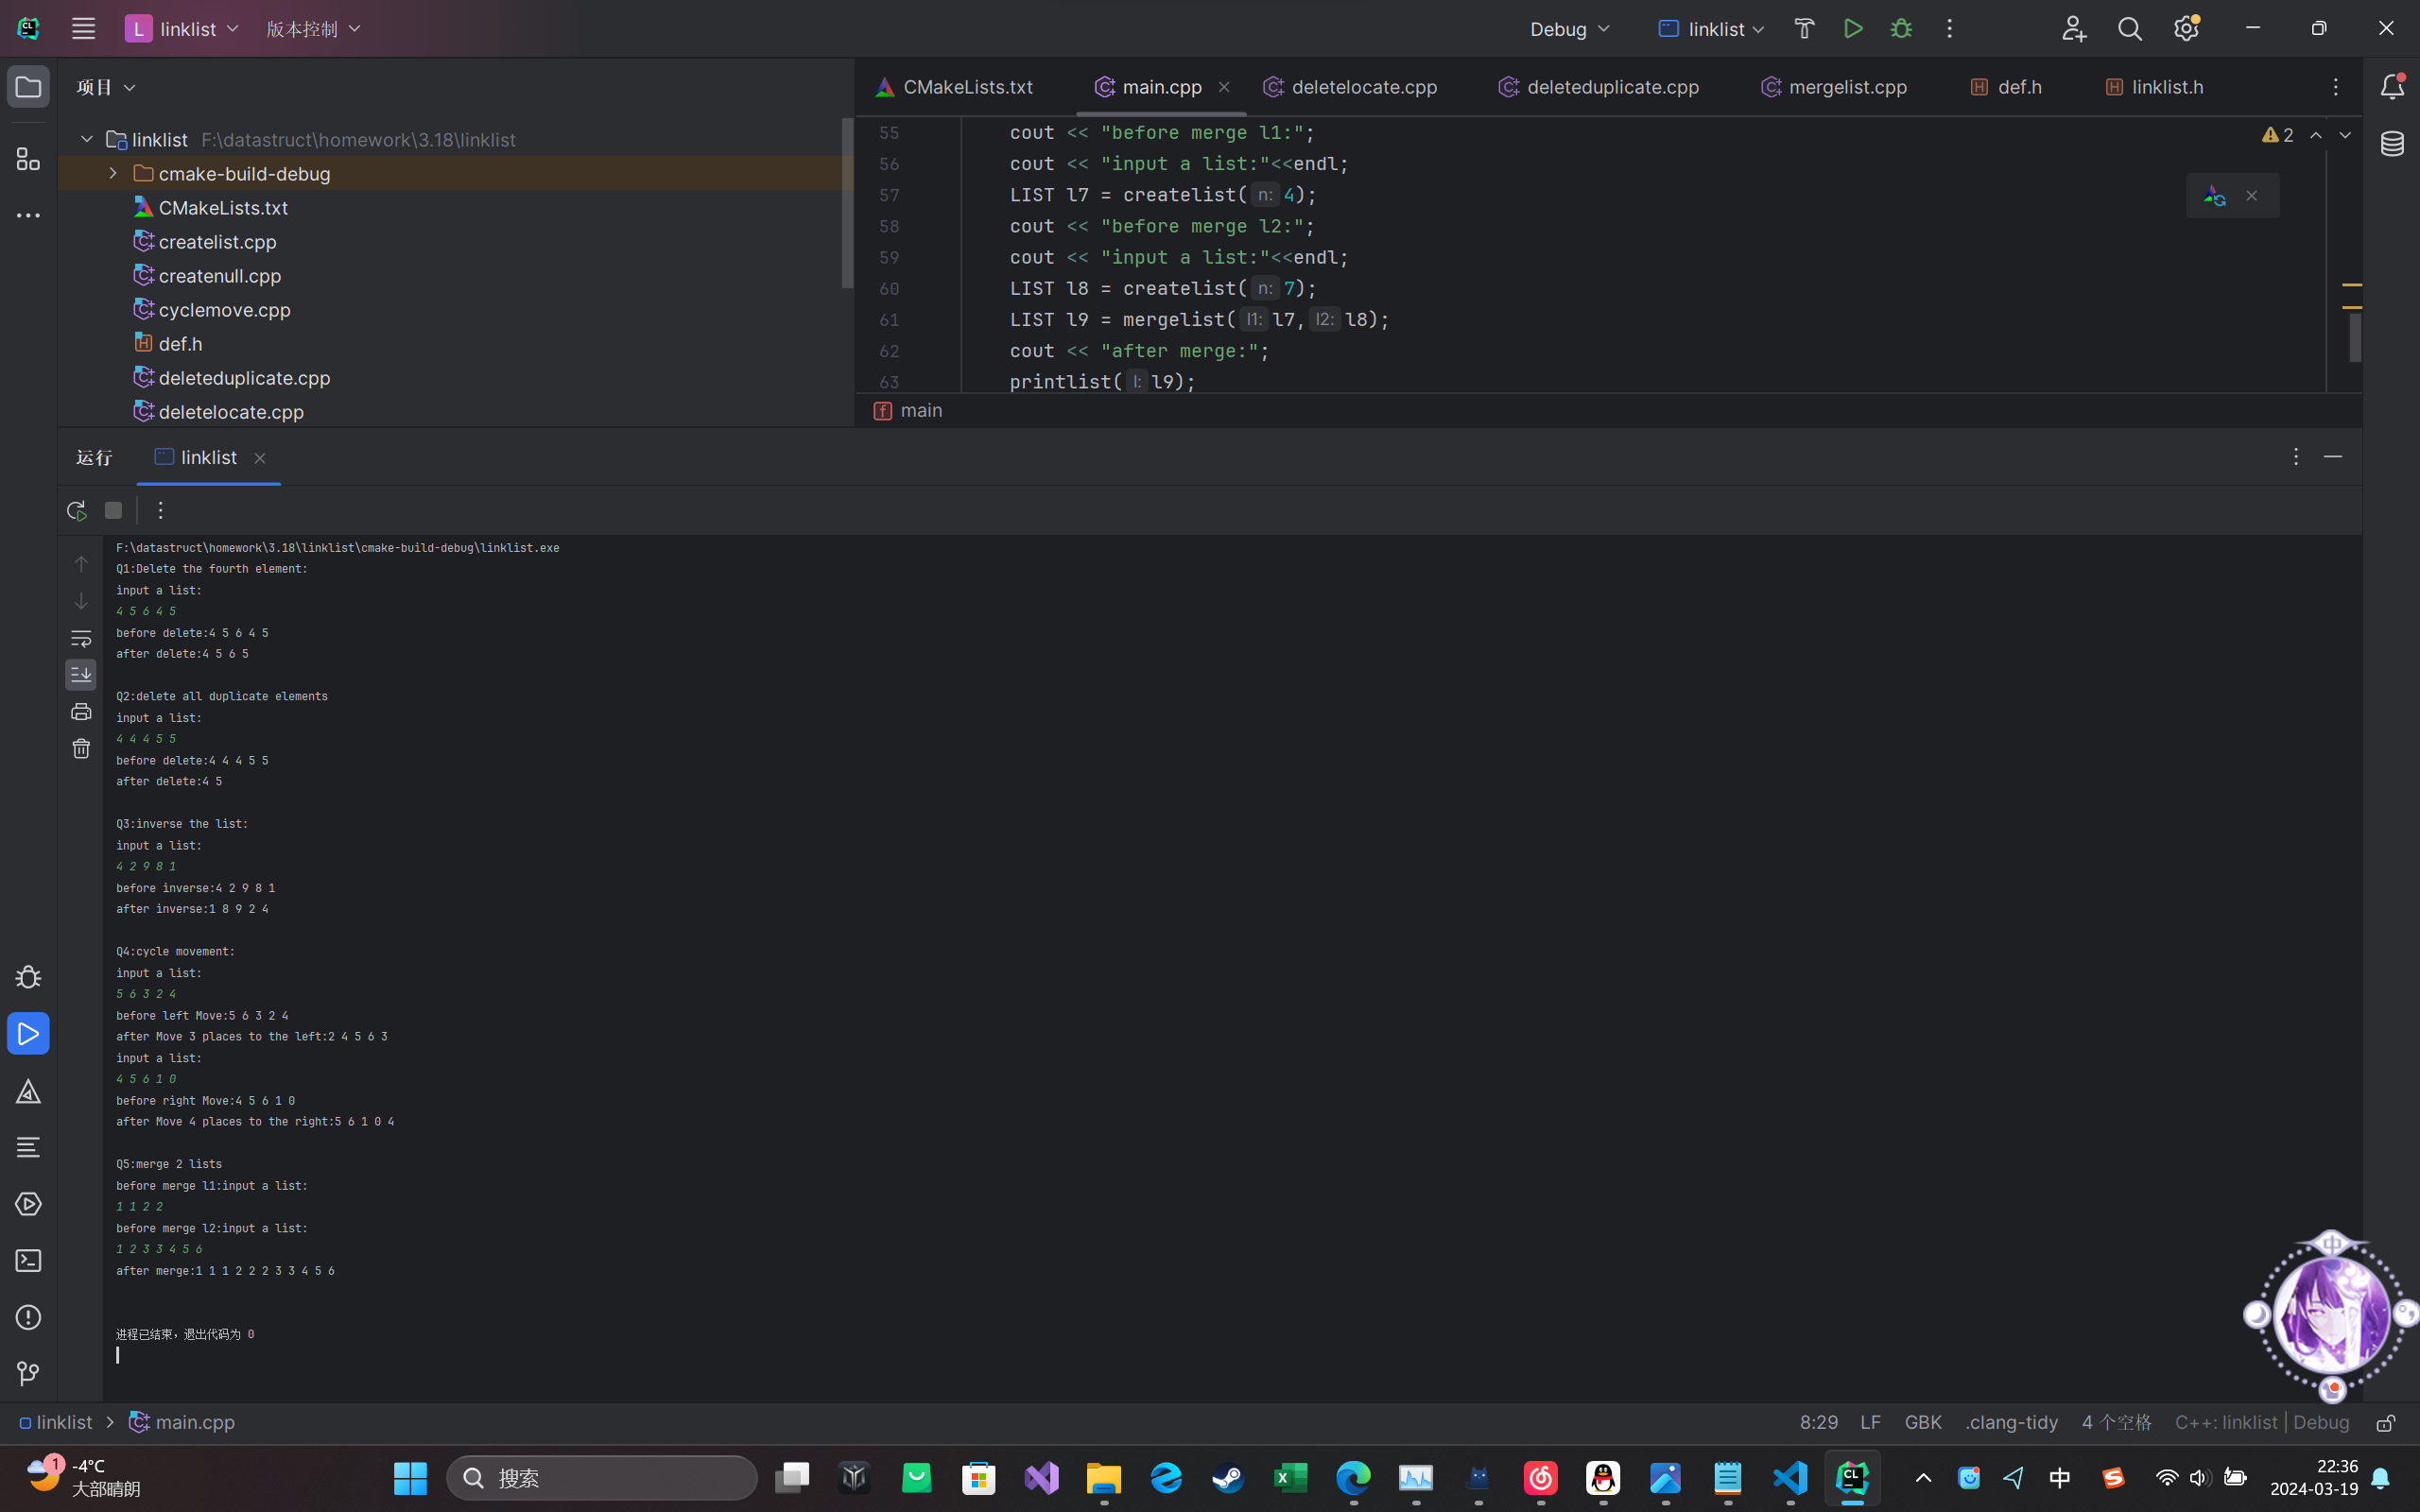 L linklist 版本控制 Debug linklist
项目
CMakeLists.txt main.cpp deletelocate.cpp deleteduplicate.cpp mergelist.cpp def.h linklist.h
linklist F:\datastruct\homework\3.18\linklist
cmake-build-debug
CMakeLists.txt
createlist.cpp
createnull.cpp
cyclemove.cpp
def.h
deleteduplicate.cpp
deletelocate.cpp
2
55 cout << "before merge l1:";
56 cout << "input a list:"<<endl;
57 LIST l7 = createlist( n: 4);
58 cout << "before merge l2:";
59 cout << "input a list:"<<endl;
60 LIST l8 = createlist( n: 7);
61 LIST l9 = mergelist( l1: l7, l2: l8);
62 cout << "after merge:";
63 printlist( l: l9);
main
运行 linklist
F:\datastruct\homework\3.18\linklist\cmake-build-debug\linklist.exe
Q1:Delete the fourth element:
input a list:
4 5 6 4 5
before delete:4 5 6 4 5
after delete:4 5 6 5
Q2:delete all duplicate elements
input a list:
4 4 4 5 5
before delete:4 4 4 5 5
after delete:4 5
Q3:inverse the list:
input a list:
4 2 9 8 1
before inverse:4 2 9 8 1
after inverse:1 8 9 2 4
Q4:cycle movement:
input a list:
5 6 3 2 4
before left Move:5 6 3 2 4
after Move 3 places to the left:2 4 5 6 3
input a list:
4 5 6 1 0
before right Move:4 5 6 1 0
after Move 4 places to the right:5 6 1 0 4
Q5:merge 2 lists
before merge l1:input a list:
1 1 2 2
before merge l2:input a list:
1 2 3 3 4 5 6
after merge:1 1 1 2 2 2 3 3 4 5 6
进程已结束，退出代码为 0
中
linklist main.cpp 8:29 LF GBK .clang-tidy 4 个空格 C++: linklist | Debug
1 -4°C
大部晴朗
搜索
中
22:36
2024-03-19